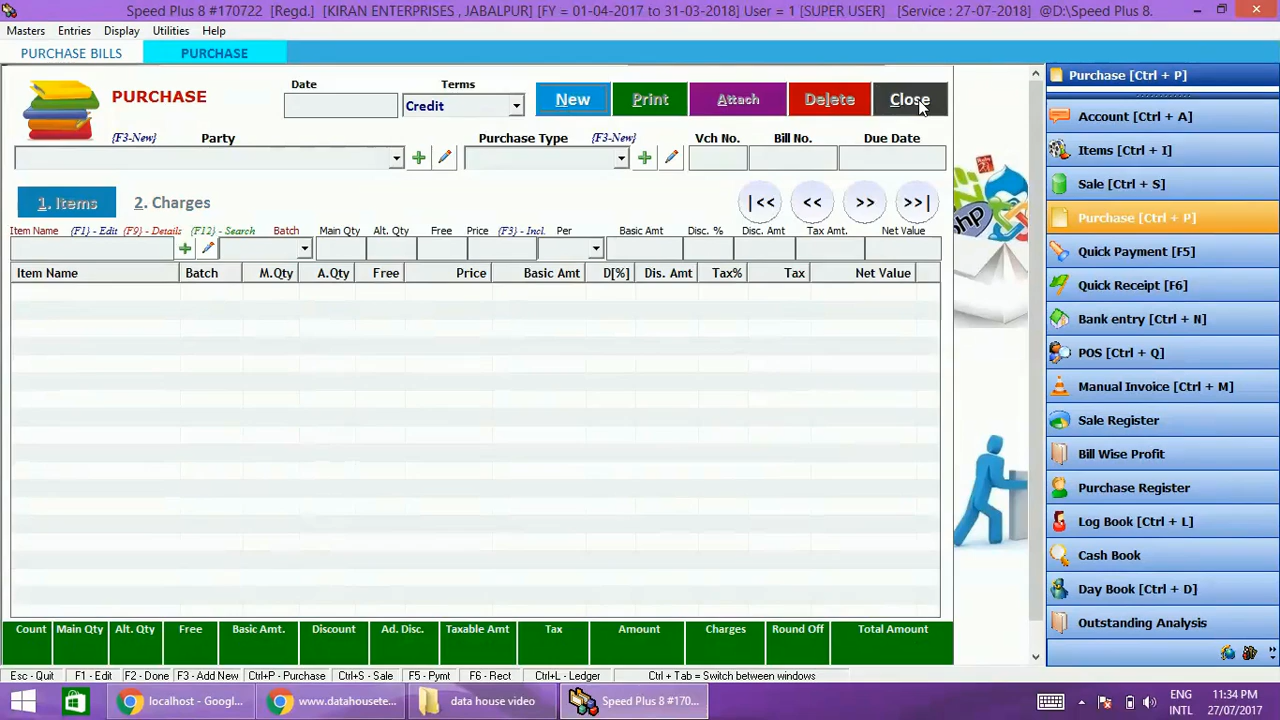 Speed Plus 8 #170722 [Regd.] [KIRAN ENTERPRISES , JABALPUR] [FY = 01-04-2017 to 31-03-2018] User = 1 [SUPER USER] [Service : 27-07-2018] @D:\Speed Plus 8.
Masters Entries Display Utilities Help
PURCHASE BILLS PURCHASE
Purchase [Ctrl + P]
Date Terms
PURCHASE Credit New Print Attach Delete Close
Account [Ctrl + A]
{F3-New} Party Purchase Type {F3-New} Vch No. Bill No. Due Date
Items [Ctrl + I]
Sale [Ctrl + S]
1. Items 2. Charges |<< << >> >>|
Purchase [Ctrl + P]
Item Name {F1} - Edit {F9} - Details {F12} - Search Batch Main Qty Alt. Qty Free Price {F3} - Incl. Per Basic Amt Disc. % Disc. Amt Tax Amt. Net Value
Quick Payment [F5]
Item Name Batch M.Qty A.Qty Free Price Basic Amt D[%] Dis. Amt Tax% Tax Net Value
Quick Receipt [F6]
Bank entry [Ctrl + N]
POS [Ctrl + Q]
Manual Invoice [Ctrl + M]
Sale Register
Bill Wise Profit
Purchase Register
Log Book [Ctrl + L]
Cash Book
Day Book [Ctrl + D]
Outstanding Analysis
Count Main Qty Alt. Qty Free Basic Amt. Discount Ad. Disc. Taxable Amt Tax Amount Charges Round Off Total Amount
Esc - Quit F1 - Edit F2 - Done F3 - Add New Ctrl+P - Purchase Ctrl+S - Sale F5 - Pymt F6 - Rect Ctrl+L - Ledger Ctrl + Tab = Switch between windows
localhost - Googl... www.datahousete... data house video Speed Plus 8 #170... ENG 11:34 PM
INTL 27/07/2017
php